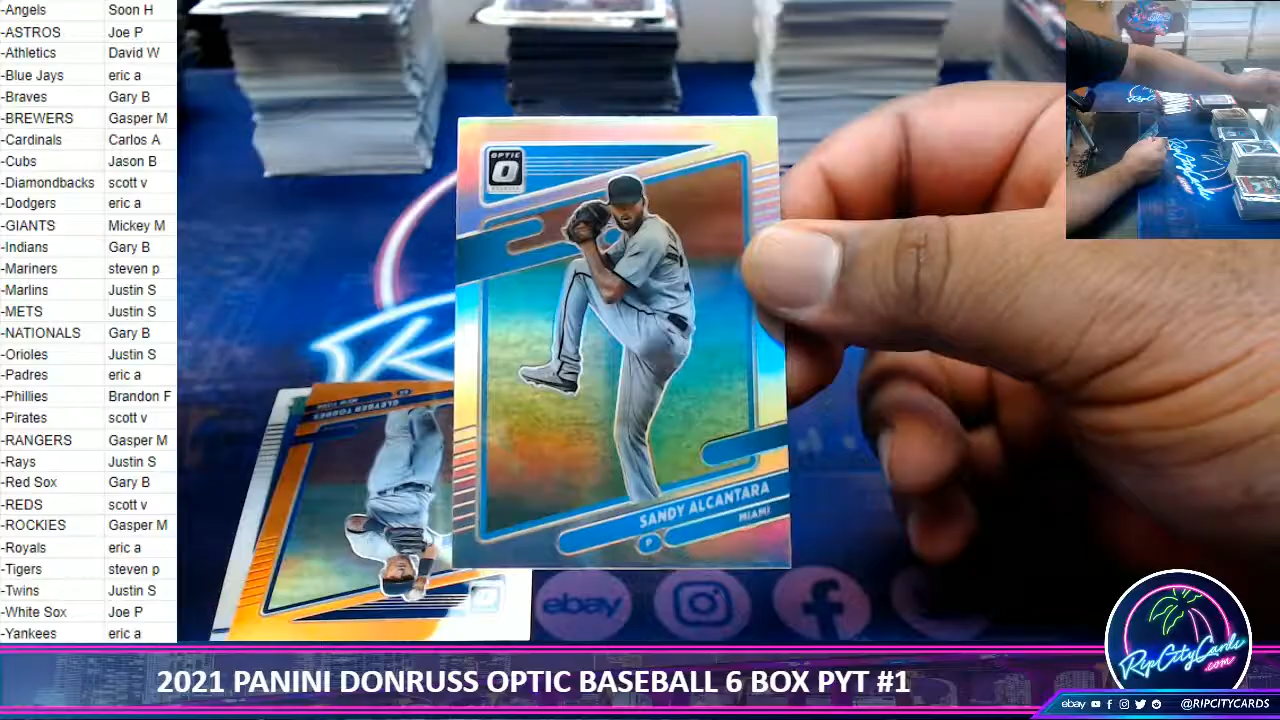 -Angels Soon H
-ASTROS Joe P
-Athletics David W
-Blue Jays eric a
-Braves Gary B
-BREWERS Gasper M
-Cardinals Carlos A
-Cubs Jason B
-Diamondbacks scott v
-Dodgers eric a
-GIANTS Mickey M
-Indians Gary B
-Mariners steven p
-Marlins Justin S
-METS Justin S
-NATIONALS Gary B
-Orioles Justin S
-Padres eric a
-Phillies Brandon F
-Pirates scott v
-RANGERS Gasper M
-Rays Justin S
-Red Sox Gary B
-REDS scott v
-ROCKIES Gasper M
-Royals eric a
-Tigers steven p
-Twins Justin S
-White Sox Joe P
-Yankees eric a
OPTIC
SANDY ALCANTARA
P MIAMI
GLEYBER TORRES
ebay
RipCityCards
.com
2021 PANINI DONRUSS OPTIC BASEBALL 6 BOX PYT #1
ebay @RIPCITYCARDS